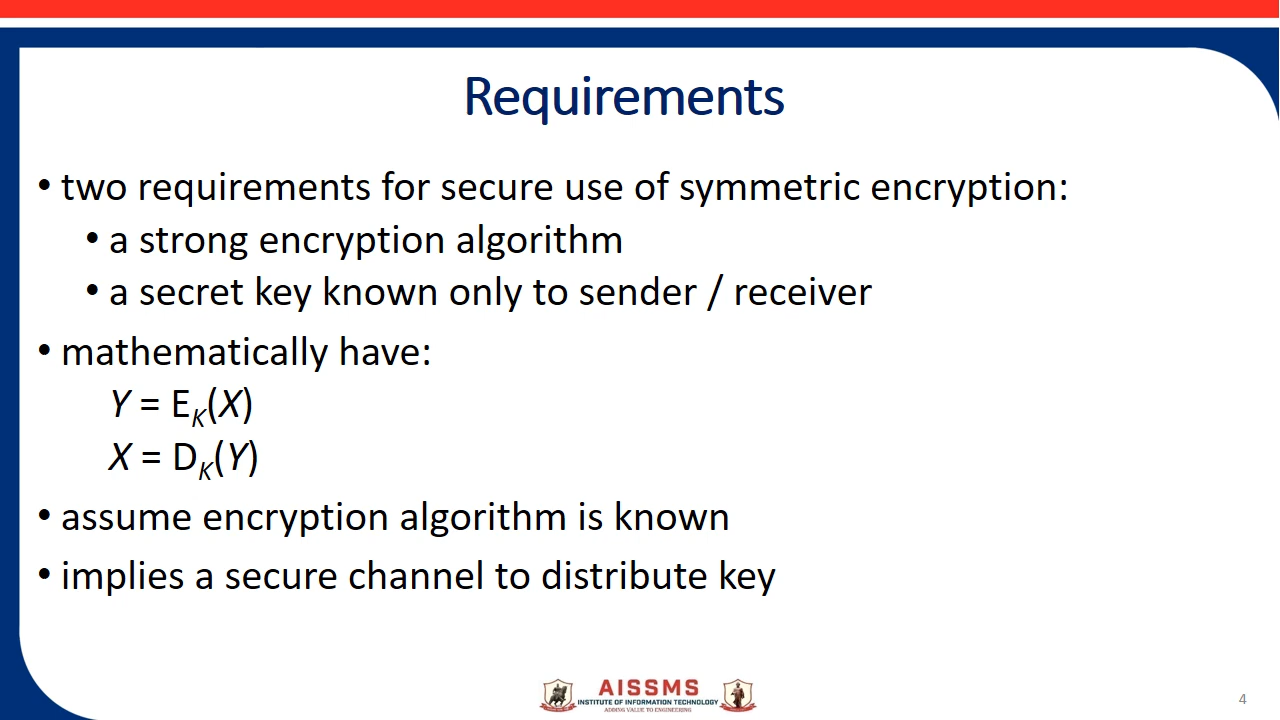 Requirements
• two requirements for secure use of symmetric encryption:
• a strong encryption algorithm
• a secret key known only to sender / receiver
• mathematically have:
Y = EK(X)
X = DK(Y)
• assume encryption algorithm is known
• implies a secure channel to distribute key
AISSMS
INSTITUTE OF INFORMATION TECHNOLOGY
ADDING VALUE TO ENGINEERING
4